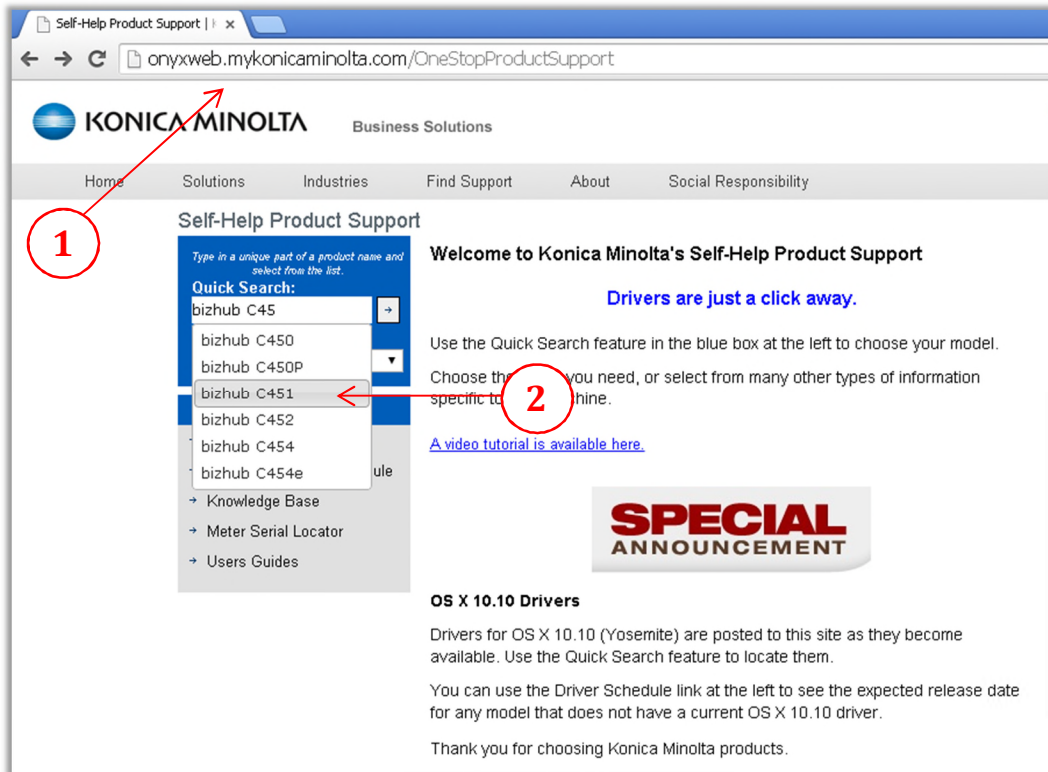 Self-Help Product Support |
onyxweb.mykonicaminolta.com/OneStopProductSupport
KONICA MINOLTA Business Solutions
Home Solutions Industries Find Support About Social Responsibility
1
Self-Help Product Support
Type in a unique part of a product name and
select from the list.
Quick Search:
bizhub C45
bizhub C450
bizhub C450P
bizhub C451
bizhub C452
bizhub C454
bizhub C454e
ule
Knowledge Base
Meter Serial Locator
Users Guides
Welcome to Konica Minolta's Self-Help Product Support
Drivers are just a click away.
Use the Quick Search feature in the blue box at the left to choose your model.
Choose the you need, or select from many other types of information
specific to hine.
2
A video tutorial is available here.
SPECIAL
ANNOUNCEMENT
OS X 10.10 Drivers
Drivers for OS X 10.10 (Yosemite) are posted to this site as they become
available. Use the Quick Search feature to locate them.
You can use the Driver Schedule link at the left to see the expected release date
for any model that does not have a current OS X 10.10 driver.
Thank you for choosing Konica Minolta products.